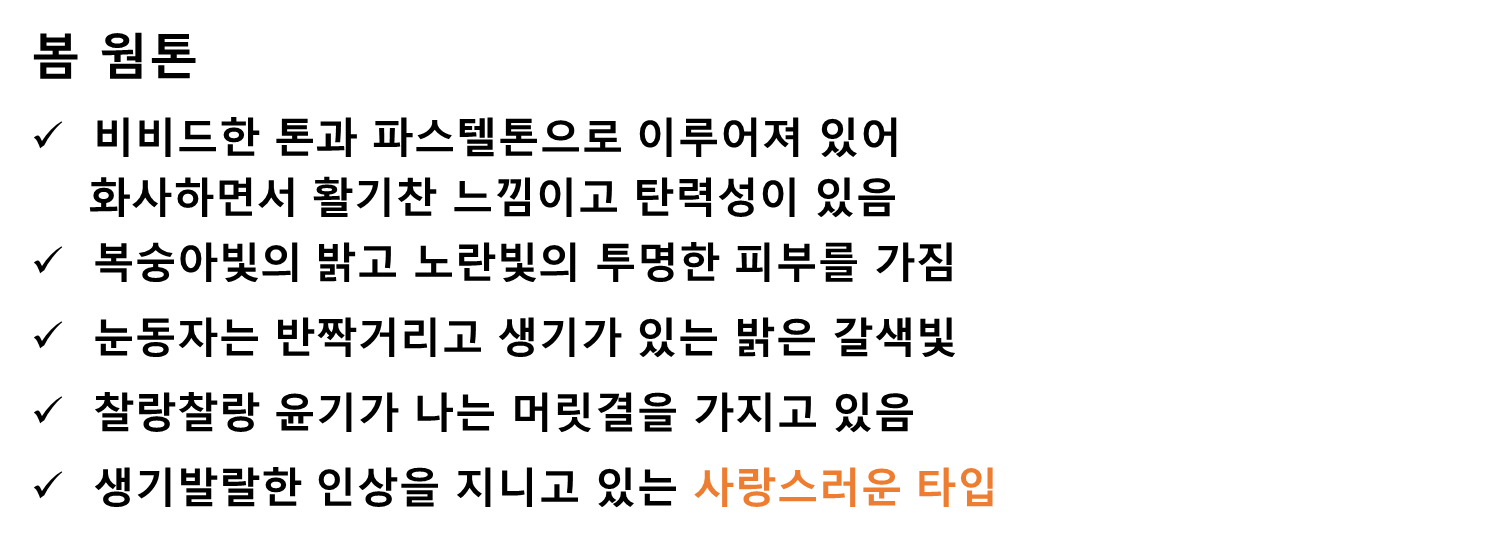 봄 웜톤
✓ 비비드한 톤과 파스텔톤으로 이루어져 있어
화사하면서 활기찬 느낌이고 탄력성이 있음
✓ 복숭아빛의 밝고 노란빛의 투명한 피부를 가짐
✓ 눈동자는 반짝거리고 생기가 있는 밝은 갈색빛
✓ 찰랑찰랑 윤기가 나는 머릿결을 가지고 있음
✓ 생기발랄한 인상을 지니고 있는 사랑스러운 타입